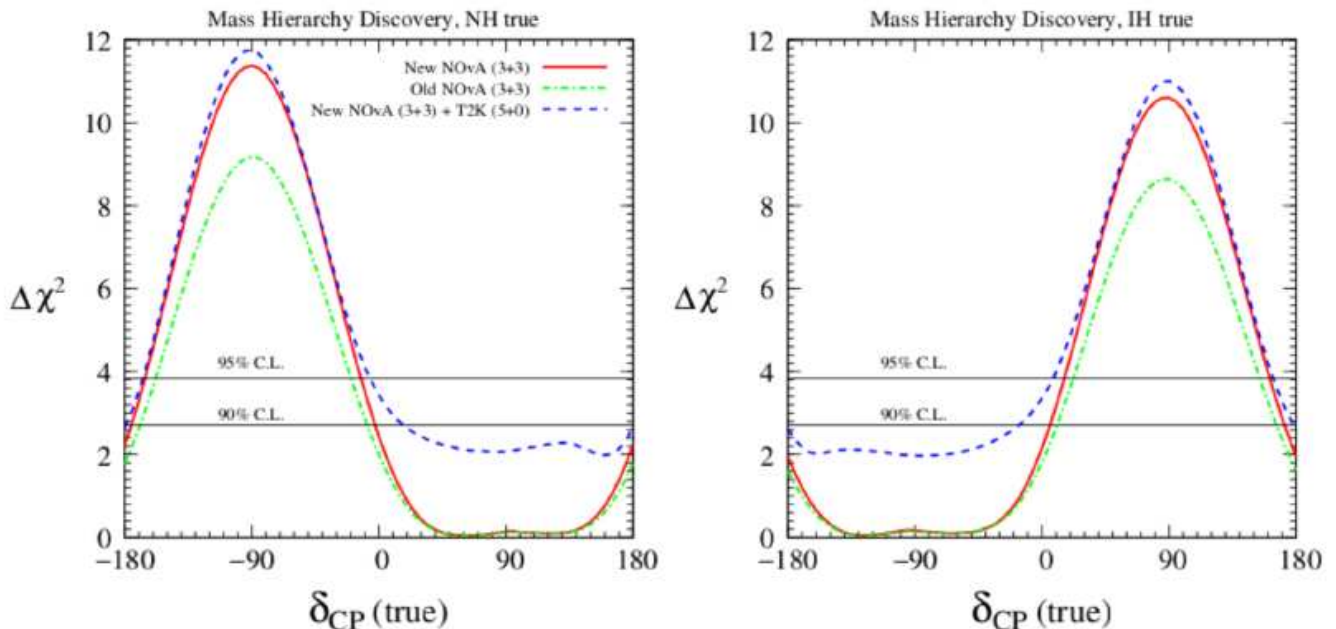 Mass Hierarchy Discovery, NH true
12
10
8
6
4
2
0
Δχ²
New NOvA (3+3)
Old NOvA (3+3)
New NOvA (3+3) + T2K (5+0)
95% C.L.
90% C.L.
−180 −90 0 90 180
δCP (true)
Mass Hierarchy Discovery, IH true
12
10
8
6
4
2
0
Δχ²
95% C.L.
90% C.L.
−180 −90 0 90 180
δCP (true)